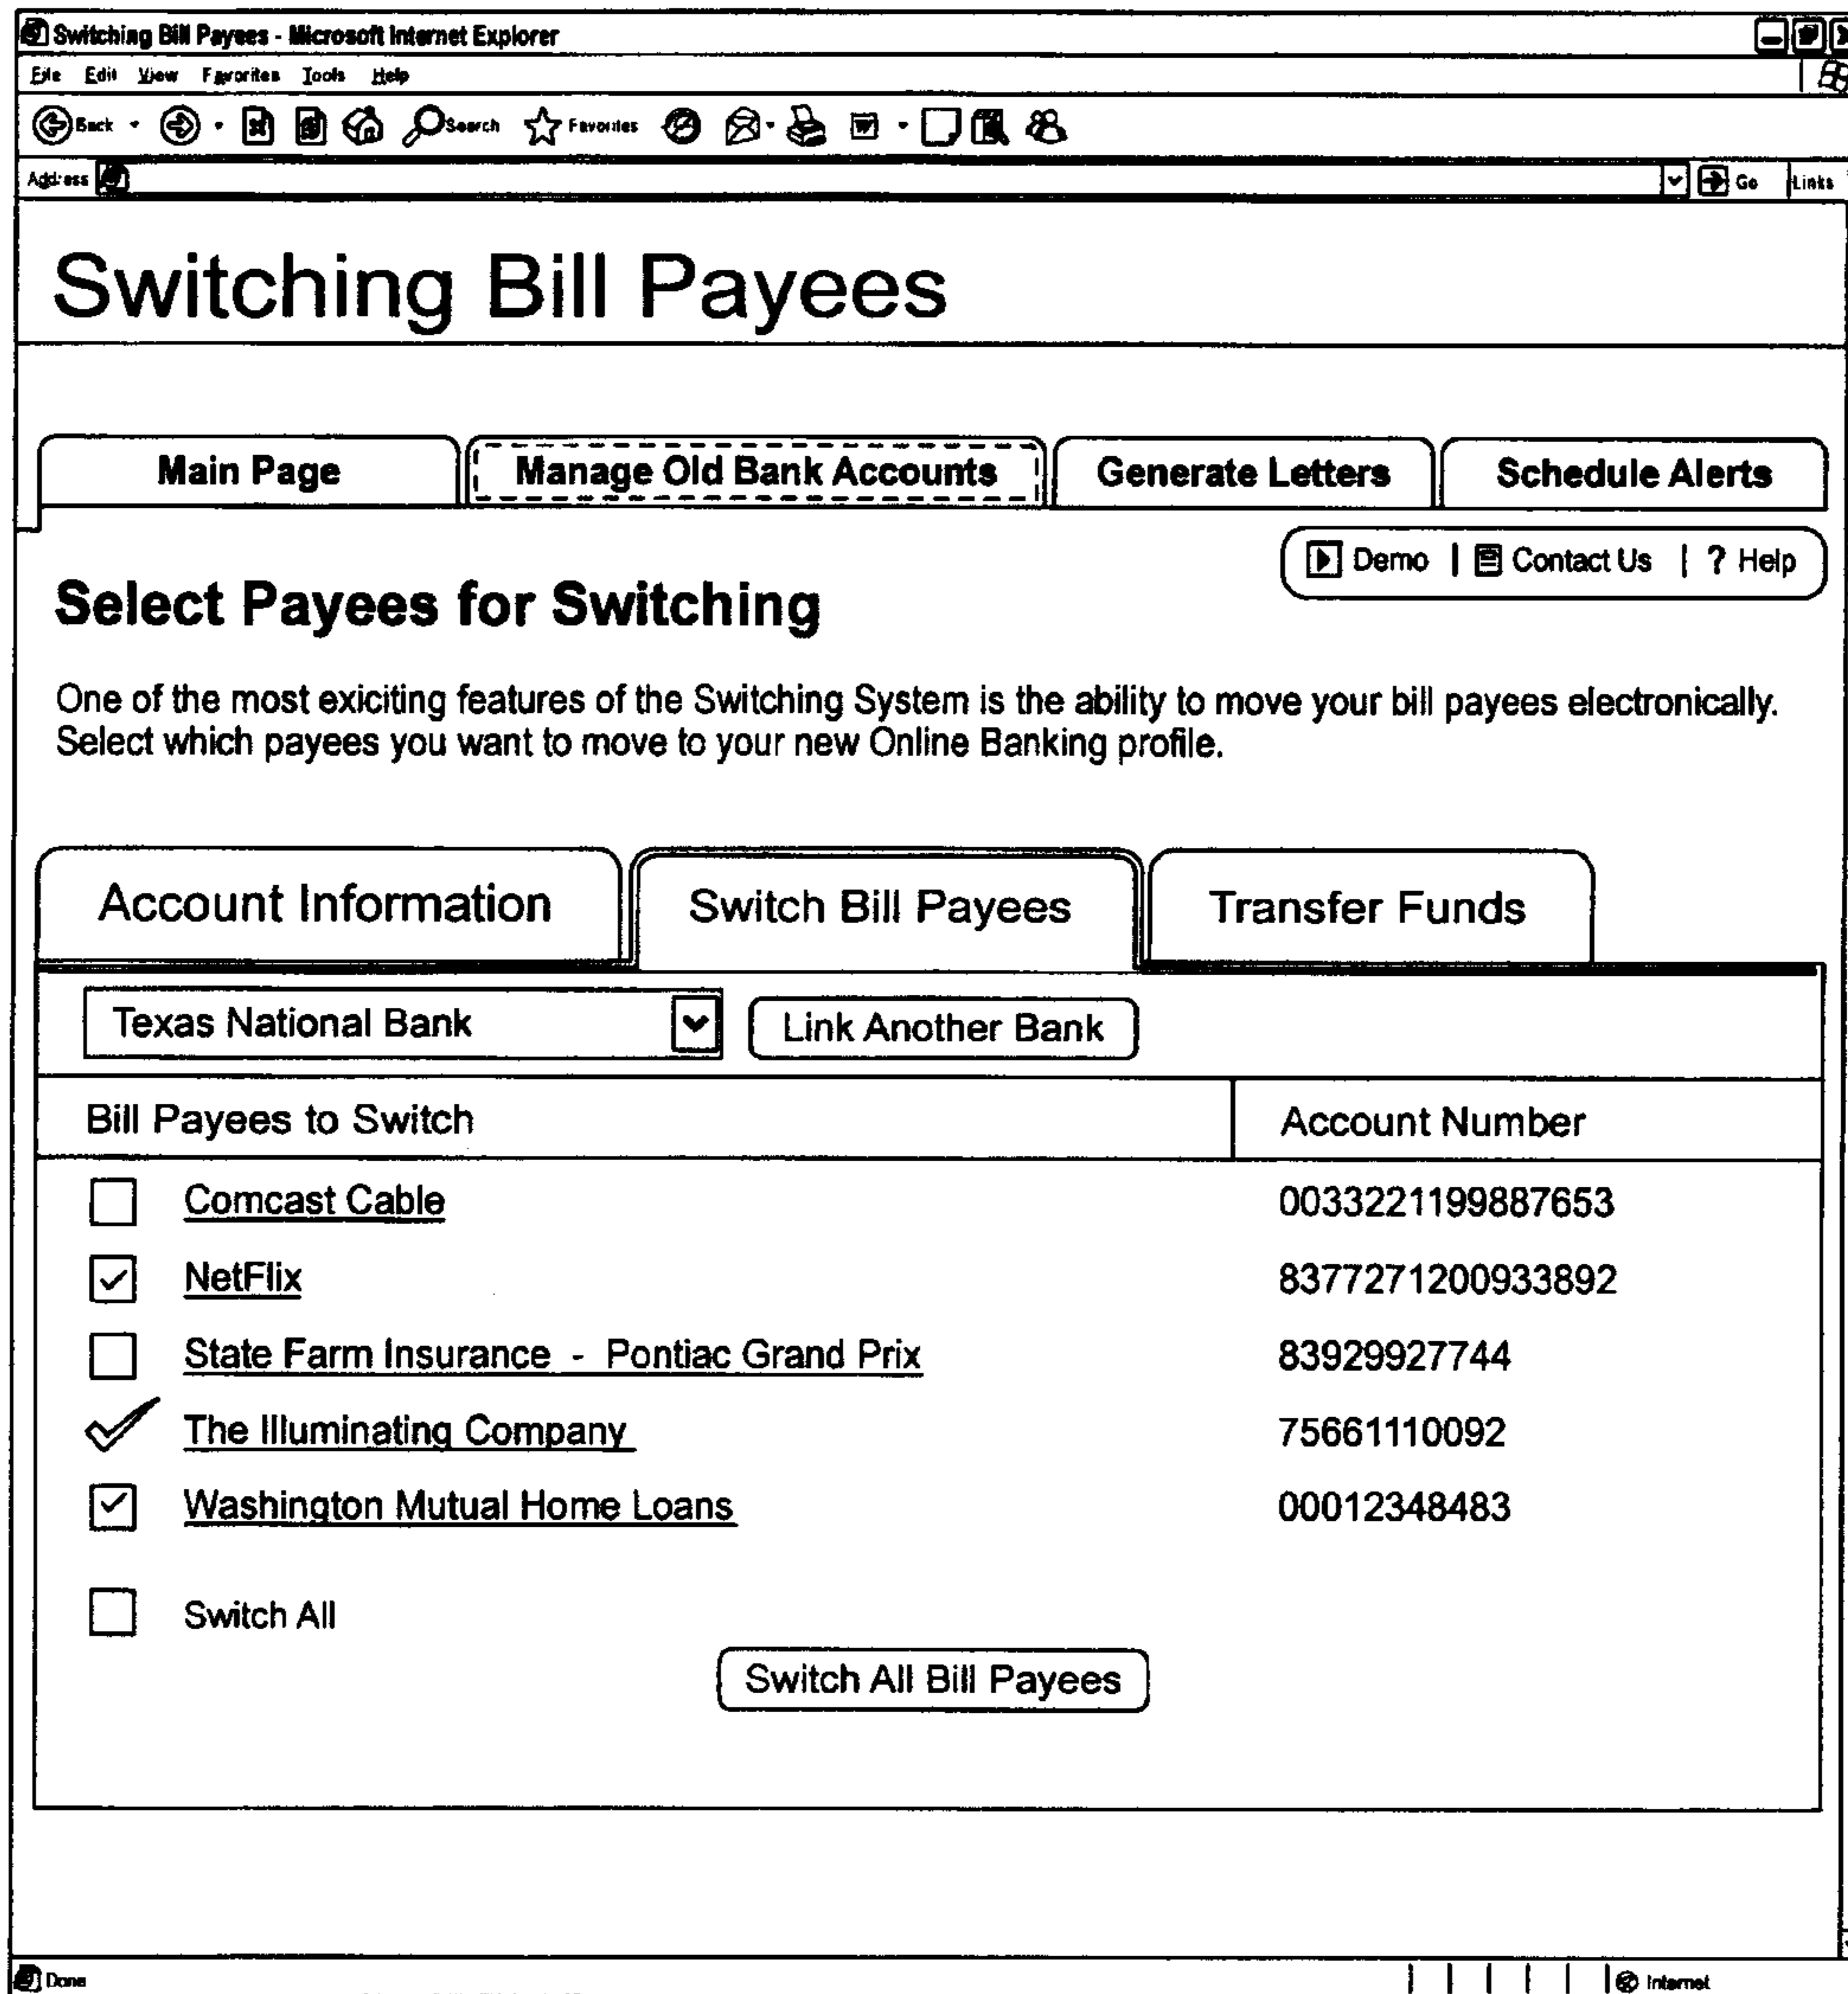 Switching Bill Payees - Microsoft Internet Explorer
File Edit View Favorites Tools Help
Back Search Favorites
Address Go Links
Switching Bill Payees
Main Page Manage Old Bank Accounts Generate Letters Schedule Alerts
Demo | Contact Us | ? Help
Select Payees for Switching
One of the most exiciting features of the Switching System is the ability to move your bill payees electronically.
Select which payees you want to move to your new Online Banking profile.
Account Information Switch Bill Payees Transfer Funds
Texas National Bank Link Another Bank
Bill Payees to Switch Account Number
Comcast Cable 0033221199887653
NetFlix 8377271200933892
State Farm Insurance - Pontiac Grand Prix 83929927744
The Illuminating Company 75661110092
Washington Mutual Home Loans 00012348483
Switch All
Switch All Bill Payees
Done Internet